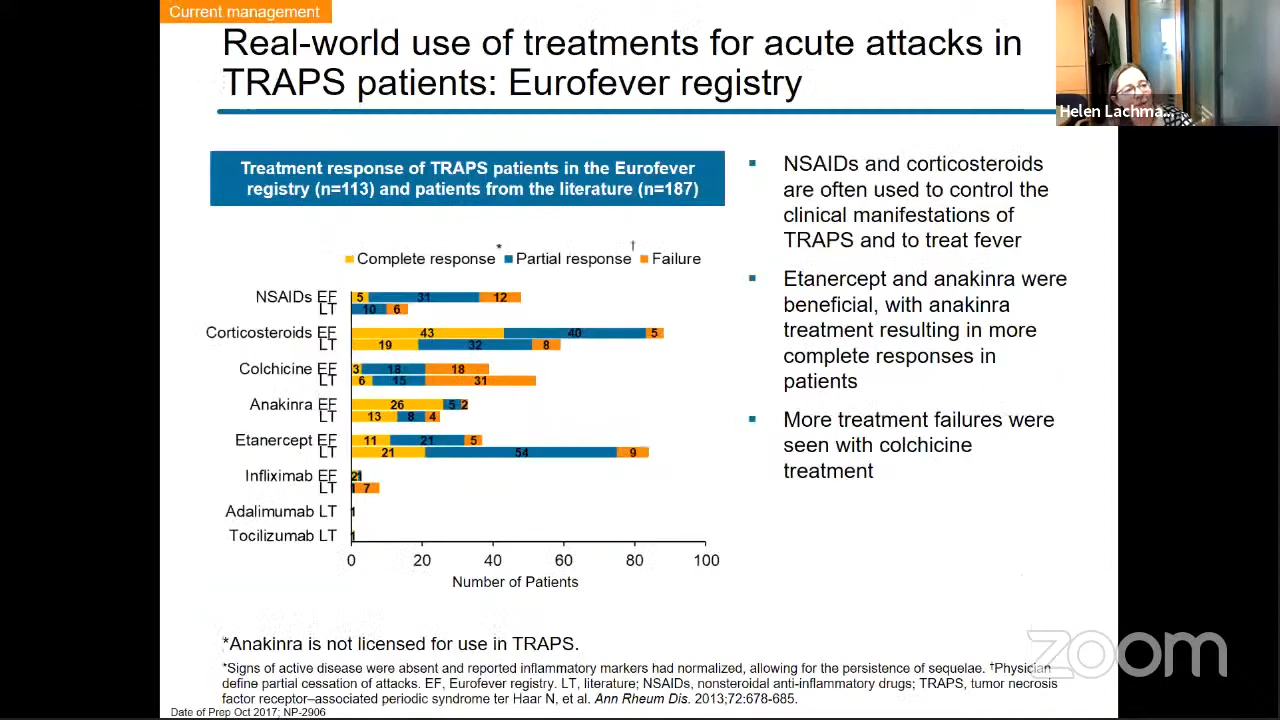 Current management
Real-world use of treatments for acute attacks in
TRAPS patients: Eurofever registry
Helen Lachma...
Treatment response of TRAPS patients in the Eurofever
registry (n=113) and patients from the literature (n=187)
Complete response* Partial response† Failure
NSAIDs EF 5 31 12
LT 10 6
Corticosteroids EF 43 40 5
LT 19 32 8
Colchicine EF 3 18 18
LT 6 15 31
Anakinra EF 26 5 2
LT 13 8 4
Etanercept EF 11 21 5
LT 21 54 9
Infliximab EF 2 1
LT 1 7
Adalimumab LT 1
Tocilizumab LT 1
0 20 40 60 80 100
Number of Patients
▪ NSAIDs and corticosteroids
are often used to control the
clinical manifestations of
TRAPS and to treat fever
▪ Etanercept and anakinra were
beneficial, with anakinra
treatment resulting in more
complete responses in
patients
▪ More treatment failures were
seen with colchicine
treatment
*Anakinra is not licensed for use in TRAPS.
*Signs of active disease were absent and reported inflammatory markers had normalized, allowing for the persistence of sequelae. †Physician
define partial cessation of attacks. EF, Eurofever registry. LT, literature; NSAIDs, nonsteroidal anti-inflammatory drugs; TRAPS, tumor necrosis
factor receptor–associated periodic syndrome ter Haar N, et al. Ann Rheum Dis. 2013;72:678-685.
Date of Prep Oct 2017; NP-2906
zoom